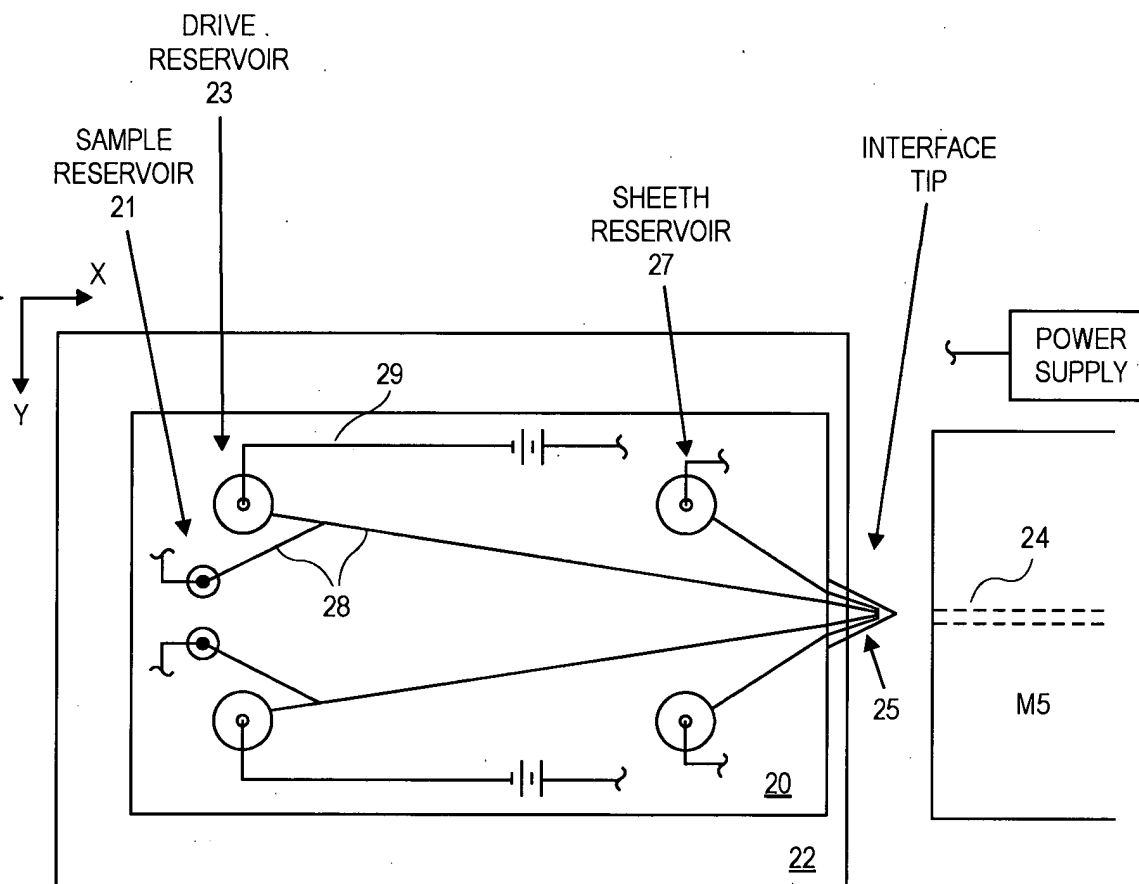 DRIVE
RESERVOIR
23
SAMPLE
RESERVOIR
21
INTERFACE
TIP
SHEETH
RESERVOIR
27
X
Y
POWER
SUPPLY
29
24
28
25
M5
20
22